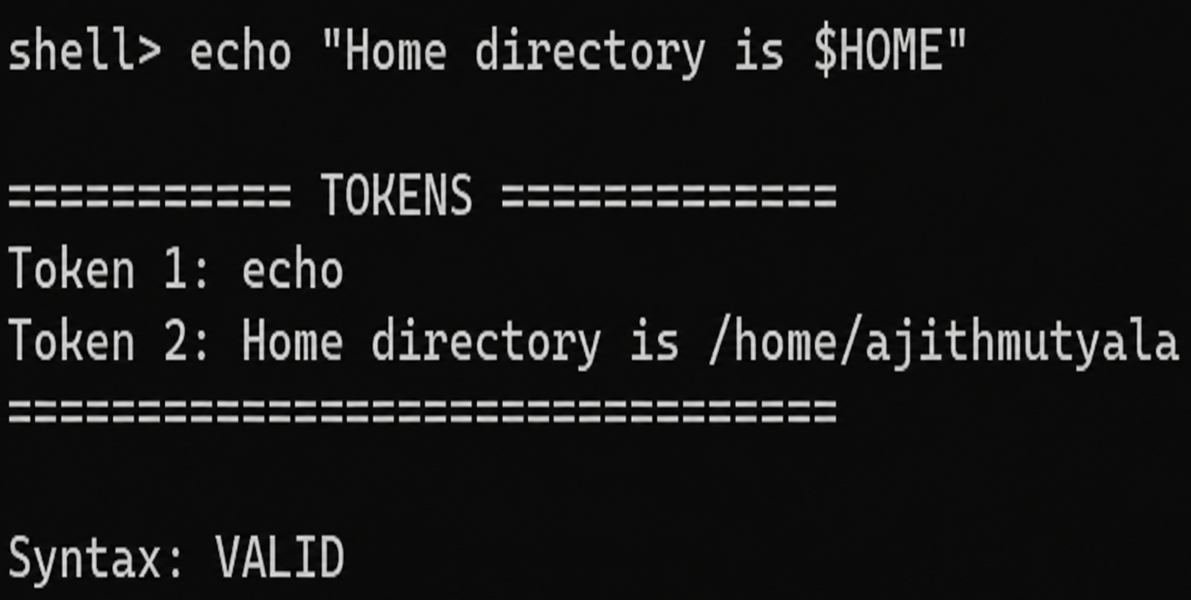 shell> echo "Home directory is $HOME"
=========== TOKENS =============
Token 1: echo
Token 2: Home directory is /home/ajithmutyala
================================
Syntax: VALID